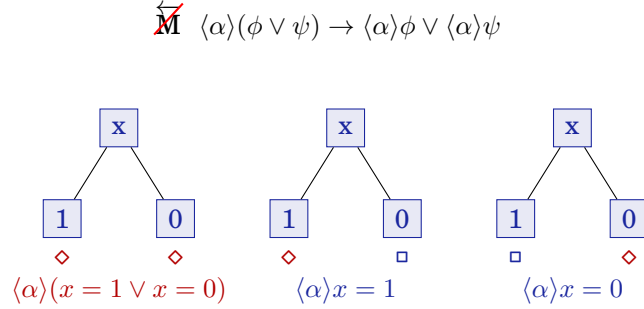 M⃖ ⟨α⟩(ϕ ∨ ψ) → ⟨α⟩ϕ ∨ ⟨α⟩ψ
x x x
1 0 1 0 1 0
⟨α⟩(x = 1 ∨ x = 0) ⟨α⟩x = 1 ⟨α⟩x = 0